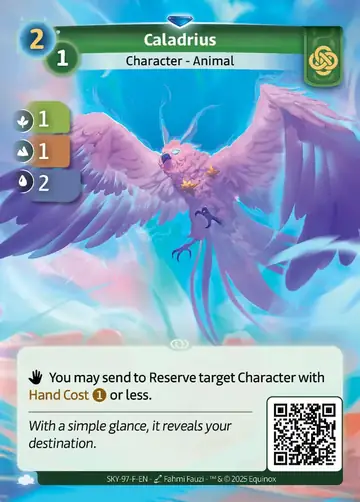 2
Caladrius
1
Character - Animal
1
1
2
You may send to Reserve target Character with
Hand Cost 1 or less.
With a simple glance, it reveals your
destination.
SKY-97-F-EN - Fahmi Fauzi - ™ & © 2025 Equinox